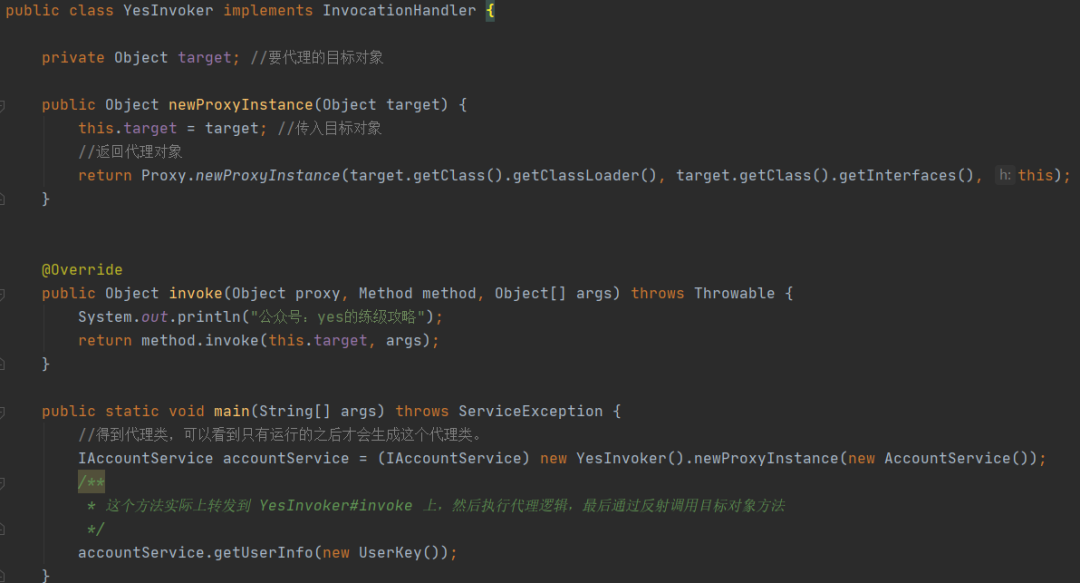 public class YesInvoker implements InvocationHandler {
private Object target; //要代理的目标对象
public Object newProxyInstance(Object target) {
this.target = target; //传入目标对象
//返回代理对象
return Proxy.newProxyInstance(target.getClass().getClassLoader(), target.getClass().getInterfaces(), h: this);
}
@Override
public Object invoke(Object proxy, Method method, Object[] args) throws Throwable {
System.out.println("公众号：yes的练级攻略");
return method.invoke(this.target, args);
}
public static void main(String[] args) throws ServiceException {
//得到代理类，可以看到只有运行的之后才会生成这个代理类。
IAccountService accountService = (IAccountService) new YesInvoker().newProxyInstance(new AccountService());
/**
* 这个方法实际上转发到 YesInvoker#invoke 上，然后执行代理逻辑，最后通过反射调用目标对象方法
*/
accountService.getUserInfo(new UserKey());
}